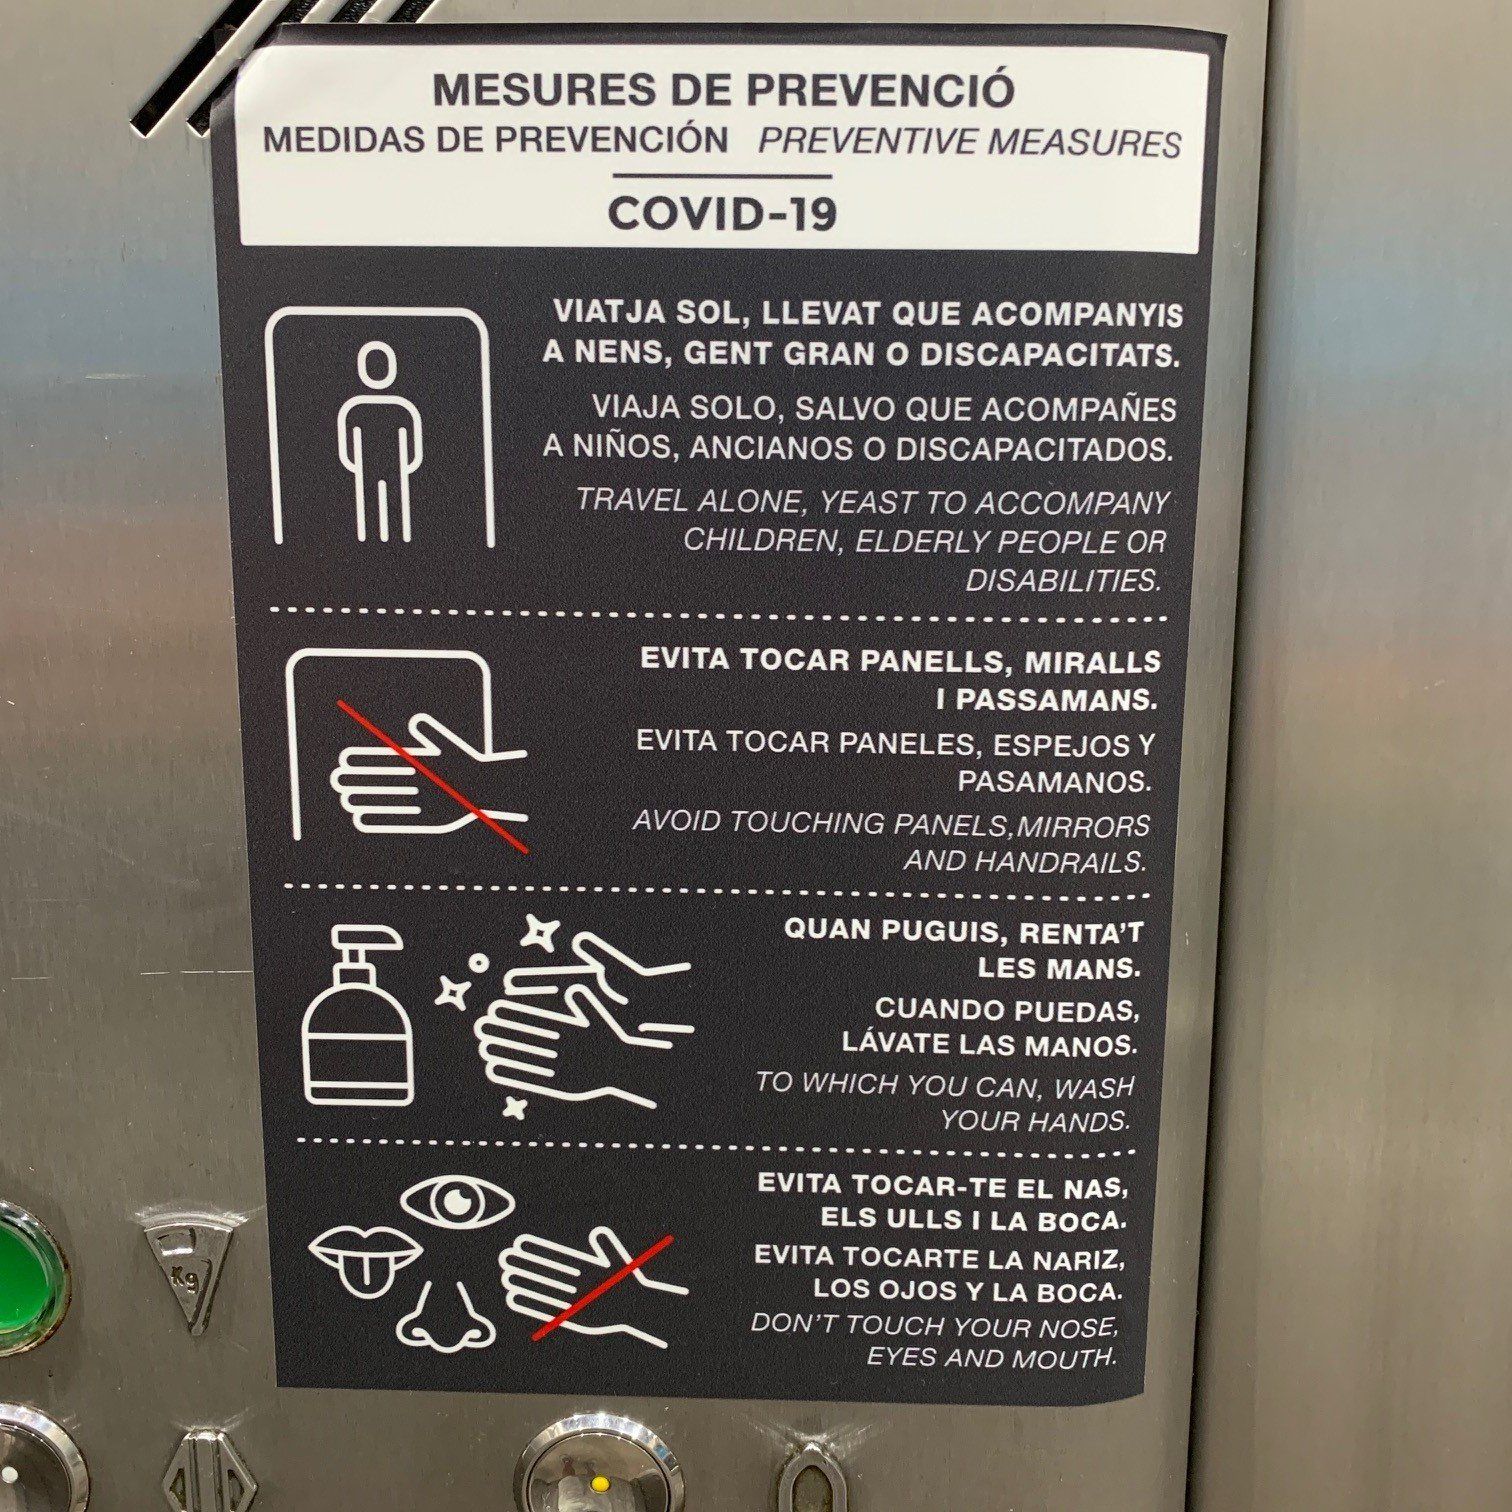 MESURES DE PREVENCIÓ
MEDIDAS DE PREVENCIÓN PREVENTIVE MEASURES
COVID-19
VIATJA SOL, LLEVAT QUE ACOMPANYIS
A NENS, GENT GRAN O DISCAPACITATS.
VIAJA SOLO, SALVO QUE ACOMPAÑES
A NIÑOS, ANCIANOS O DISCAPACITADOS.
TRAVEL ALONE, YEAST TO ACCOMPANY
CHILDREN, ELDERLY PEOPLE OR
DISABILITIES.
EVITA TOCAR PANELLS, MIRALLS
I PASSAMANS.
EVITA TOCAR PANELES, ESPEJOS Y
PASAMANOS.
AVOID TOUCHING PANELS,MIRRORS
AND HANDRAILS.
QUAN PUGUIS, RENTA'T
LES MANS.
CUANDO PUEDAS,
LÁVATE LAS MANOS.
TO WHICH YOU CAN, WASH
YOUR HANDS.
EVITA TOCAR-TE EL NAS,
ELS ULLS I LA BOCA.
EVITA TOCARTE LA NARIZ,
LOS OJOS Y LA BOCA.
DON'T TOUCH YOUR NOSE,
EYES AND MOUTH.
Kg
0